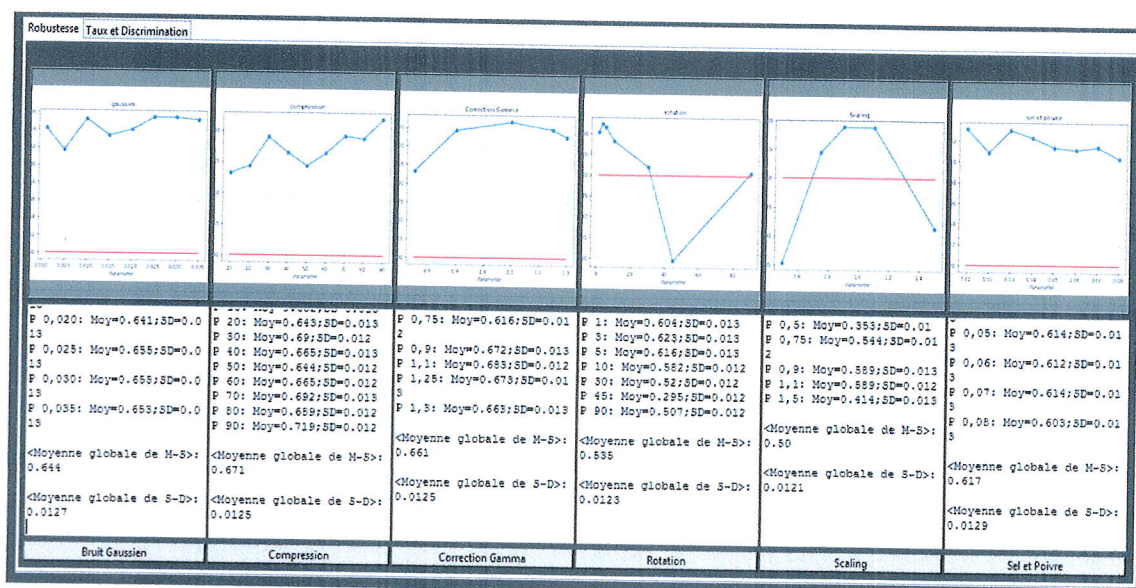 Robustesse Taux et Discrimination
gaussien
Parametre
P 0,020: Moy=0.641;SD=0.0
13
P 0,025: Moy=0.655;SD=0.0
13
P 0,030: Moy=0.655;SD=0.0
13
P 0,035: Moy=0.653;SD=0.0
13
<Moyenne globale de M-S>:
0.644
<Moyenne globale de S-D>:
0.0127
Bruit Gaussien
compression
Parametre
P 20: Moy=0.643;SD=0.013
P 30: Moy=0.69;SD=0.012
P 40: Moy=0.665;SD=0.013
P 50: Moy=0.644;SD=0.012
P 60: Moy=0.665;SD=0.012
P 70: Moy=0.692;SD=0.013
P 80: Moy=0.689;SD=0.012
P 90: Moy=0.719;SD=0.012
<Moyenne globale de M-S>:
0.671
<Moyenne globale de S-D>:
0.0125
Compression
Correction Gamma
Parametre
P 0,75: Moy=0.616;SD=0.01
2
P 0,9: Moy=0.672;SD=0.013
P 1,1: Moy=0.683;SD=0.012
P 1,25: Moy=0.673;SD=0.01
3
P 1,3: Moy=0.663;SD=0.013
<Moyenne globale de M-S>:
0.661
<Moyenne globale de S-D>:
0.0125
Correction Gamma
rotation
Parametre
P 1: Moy=0.604;SD=0.013
P 3: Moy=0.623;SD=0.013
P 5: Moy=0.616;SD=0.013
P 10: Moy=0.582;SD=0.012
P 30: Moy=0.52;SD=0.012
P 45: Moy=0.295;SD=0.012
P 90: Moy=0.507;SD=0.012
<Moyenne globale de M-S>:
0.535
<Moyenne globale de S-D>:
0.0123
Rotation
Scaling
Parametre
P 0,5: Moy=0.353;SD=0.01
P 0,75: Moy=0.544;SD=0.01
2
P 0,9: Moy=0.589;SD=0.013
P 1,1: Moy=0.589;SD=0.012
P 1,5: Moy=0.414;SD=0.013
<Moyenne globale de M-S>:
0.50
<Moyenne globale de S-D>:
0.0121
Scaling
sel et poivre
Parametre
P 0,05: Moy=0.614;SD=0.01
3
P 0,06: Moy=0.612;SD=0.01
3
P 0,07: Moy=0.614;SD=0.01
3
P 0,08: Moy=0.603;SD=0.01
3
<Moyenne globale de M-S>:
0.617
<Moyenne globale de S-D>:
0.0129
Sel et Poivre